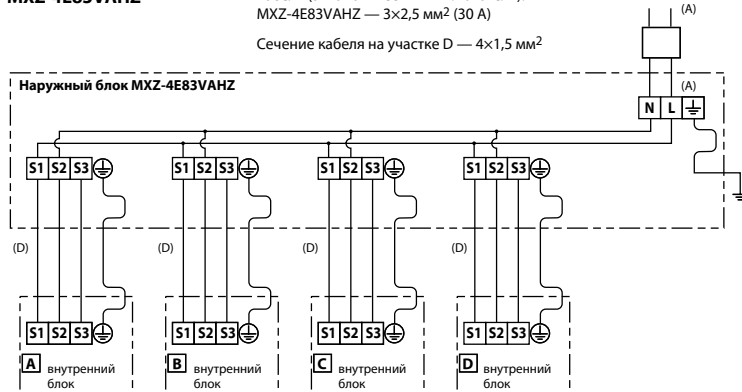 MXZ-4E83VAHZ — 3×2,5 мм² (30 А)
(A)
Сечение кабеля на участке D — 4×1,5 мм²
Наружный блок MXZ-4E83VAHZ
(A)
N L
S1 S2 S3 S1 S2 S3 S1 S2 S3 S1 S2 S3
(D) (D) (D) (D)
S1 S2 S3 S1 S2 S3 S1 S2 S3 S1 S2 S3
A внутренний блок
B внутренний блок
C внутренний блок
D внутренний блок